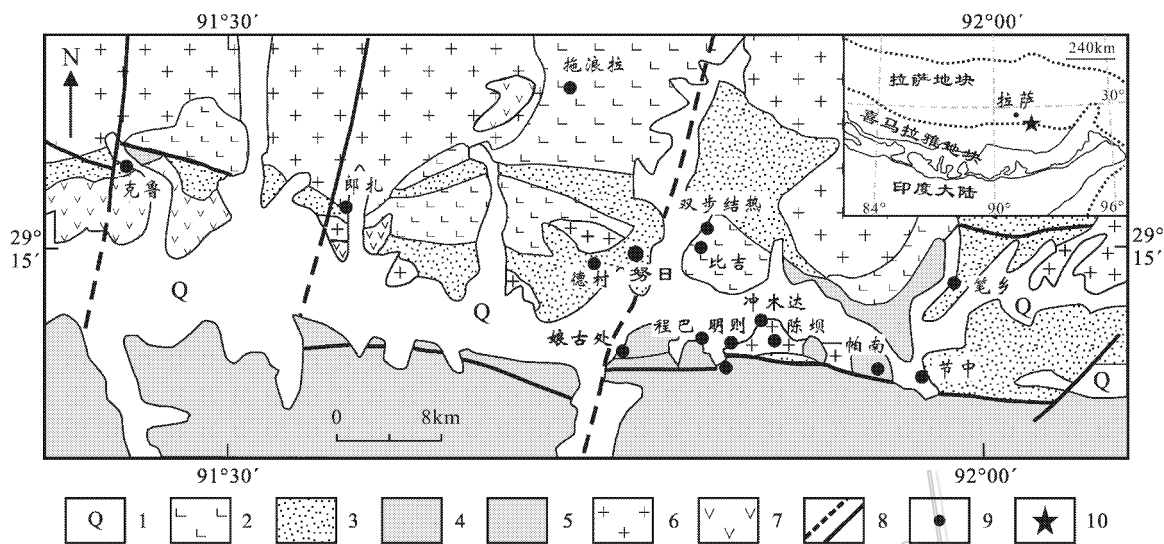 91°30′ 92°00′
N
240km
拖浪拉
拉萨地块
30°
拉萨
喜马拉雅地块
克鲁
郎扎
双步结热
印度大陆
84° 90° 96°
29°
15′
29°
15′
德村 努日
比吉
笔乡
Q
Q
Q
冲木达
娘古处
程巴 明则
陈坝
帕南
节中
Q
0 8km
91°30′ 92°00′
Q 1 2 3 4 5 6 7 8 9 10